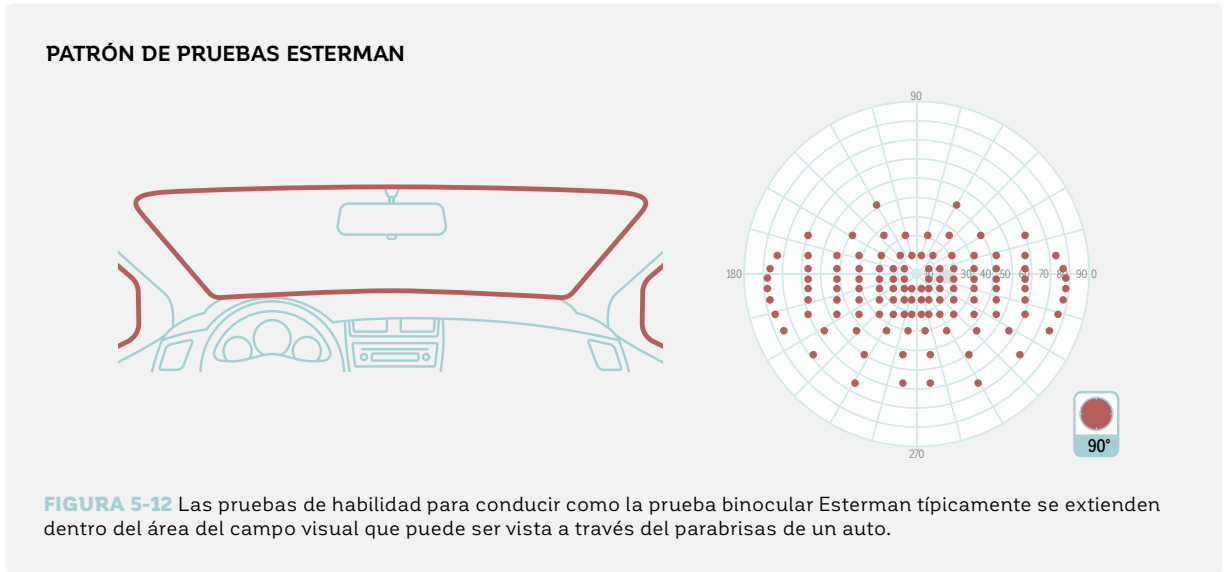 PATRÓN DE PRUEBAS ESTERMAN
90
180
10
30 40 50 60 70 80 90 0
270
90°
FIGURA 5-12 Las pruebas de habilidad para conducir como la prueba binocular Esterman típicamente se extienden
dentro del área del campo visual que puede ser vista a través del parabrisas de un auto.